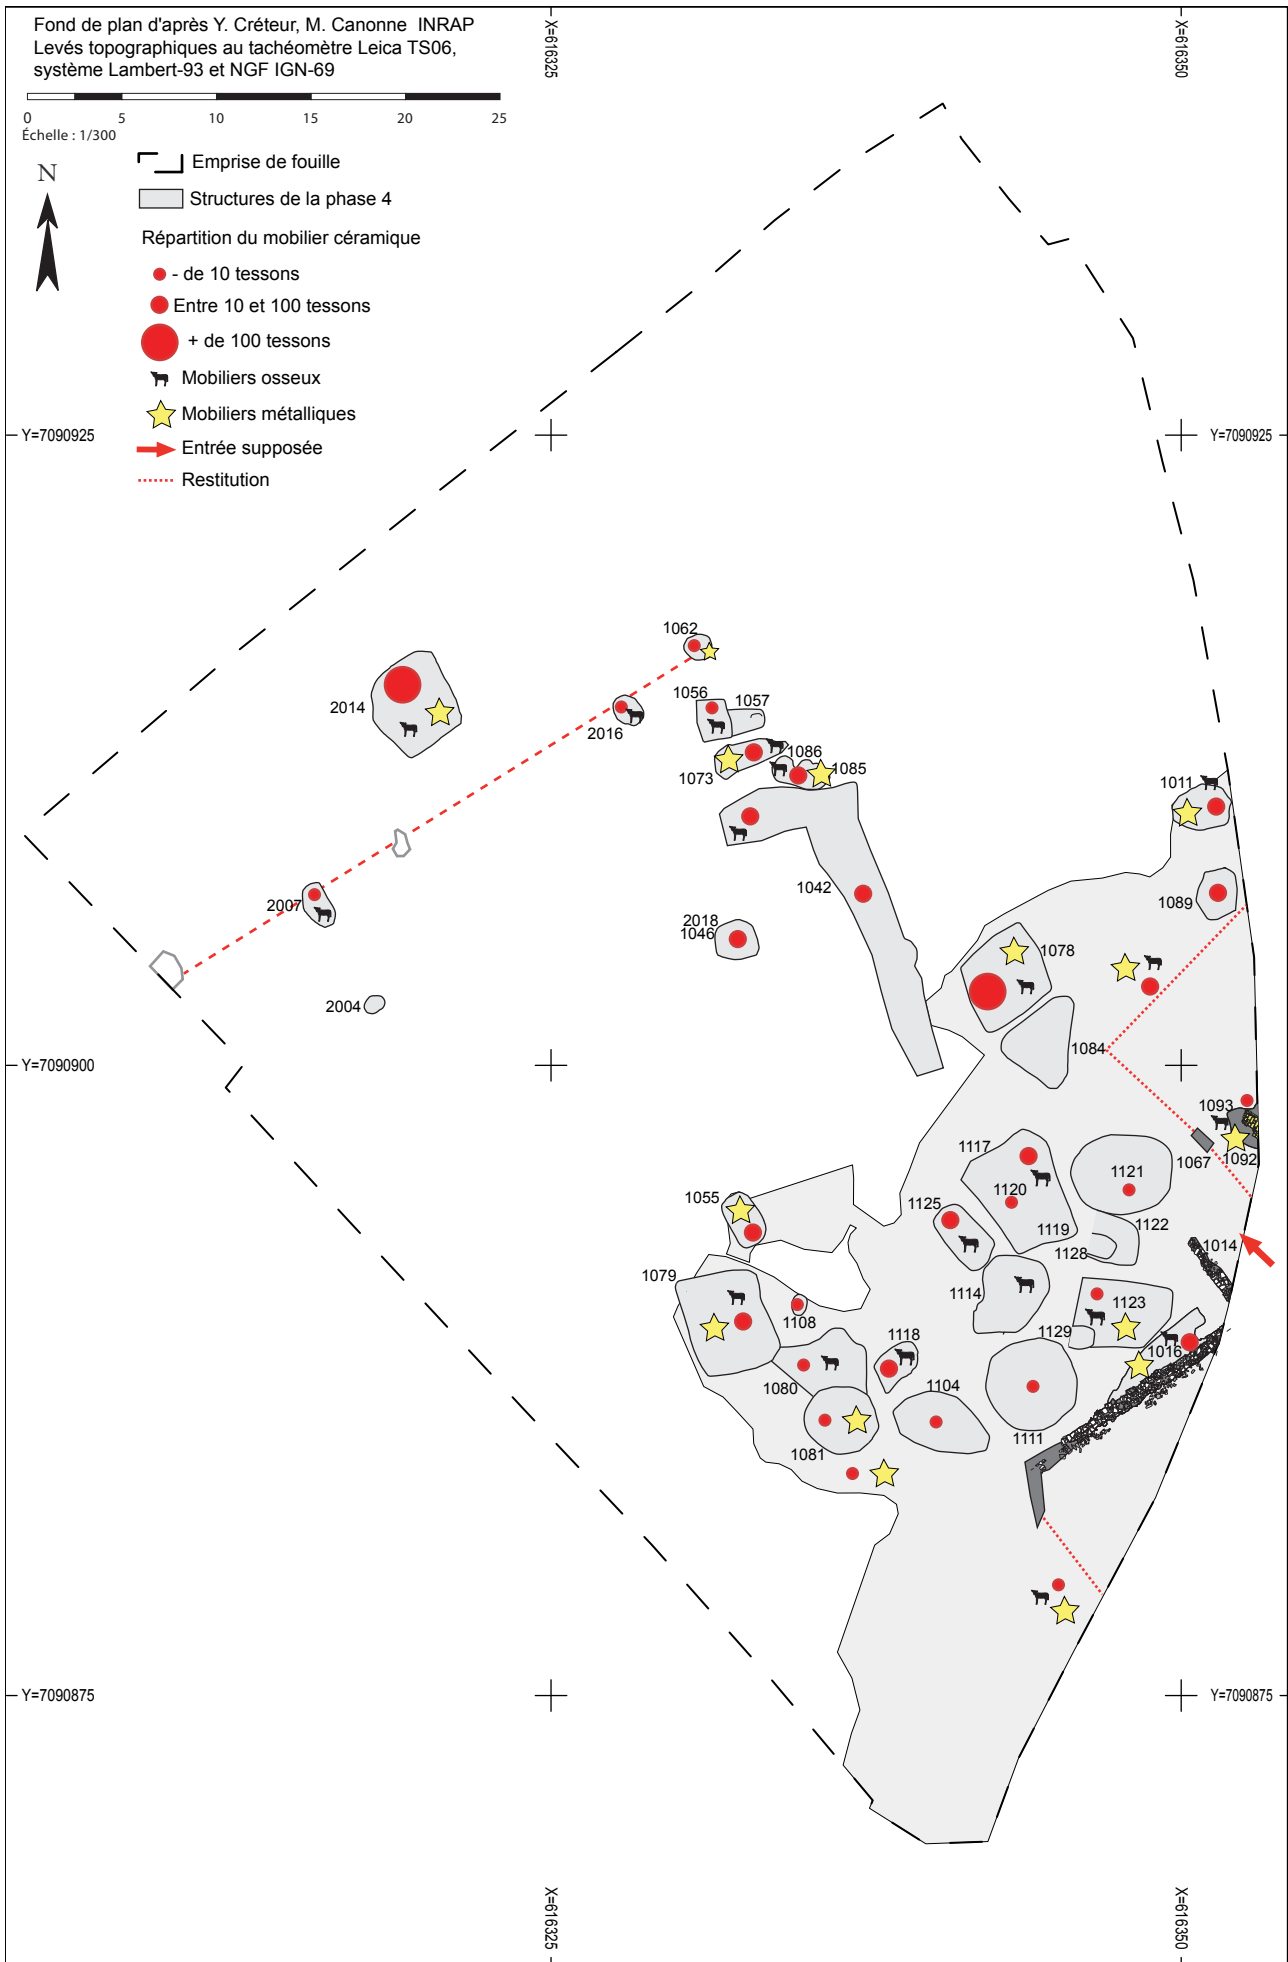 Fond de plan d'après Y. Créteur, M. Canonne INRAP
Levés topographiques au tachéomètre Leica TS06,
système Lambert-93 et NGF IGN-69
0 5 10 15 20 25
Échelle : 1/300
N
Emprise de fouille
Structures de la phase 4
Répartition du mobilier céramique
- de 10 tessons
Entre 10 et 100 tessons
+ de 100 tessons
Mobiliers osseux
Mobiliers métalliques
Entrée supposée
Restitution
X=616325
X=616350
Y=7090925
Y=7090925
1062
2014
2016
1056
1057
1073
1086
1085
1011
1042
1089
2007
2018
1046
1078
2004
1084
Y=7090900
1093
1067
1092
1117
1121
1055
1125
1120
1119
1122
1128
1014
1079
1114
1108
1123
1129
1016
1118
1080
1104
1111
1081
Y=7090875
Y=7090875
X=616325
X=616350